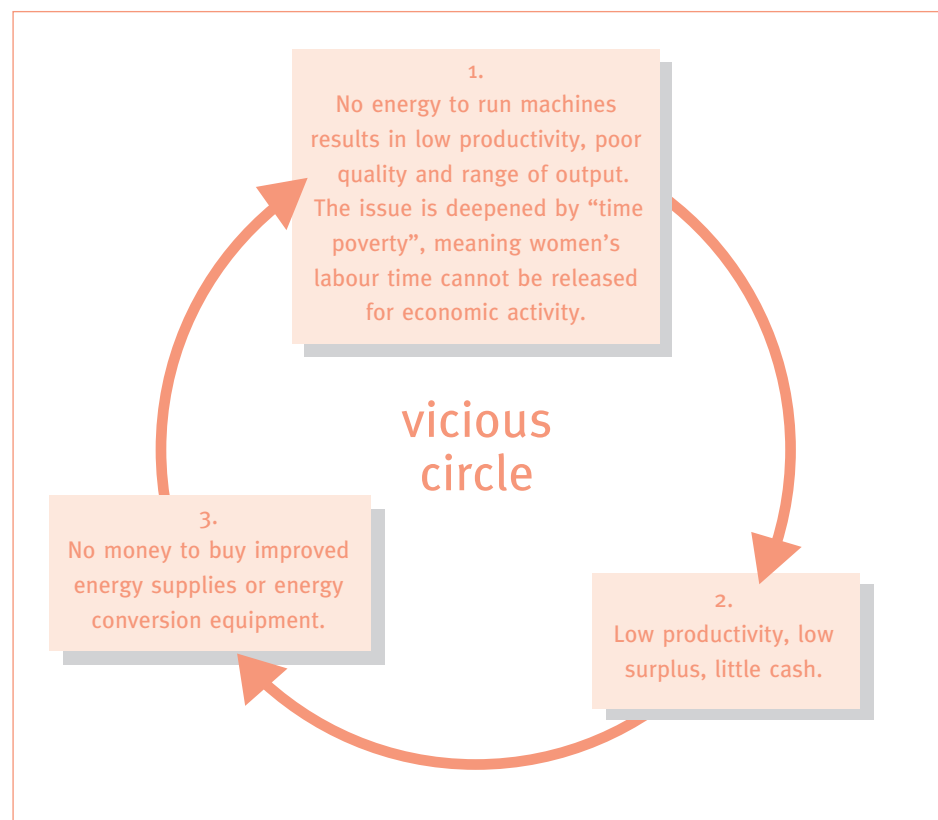 1.
No energy to run machines
results in low productivity, poor
quality and range of output.
The issue is deepened by “time
poverty”, meaning women’s
labour time cannot be released
for economic activity.
vicious
circle
3.
No money to buy improved
energy supplies or energy
conversion equipment.
2.
Low productivity, low
surplus, little cash.